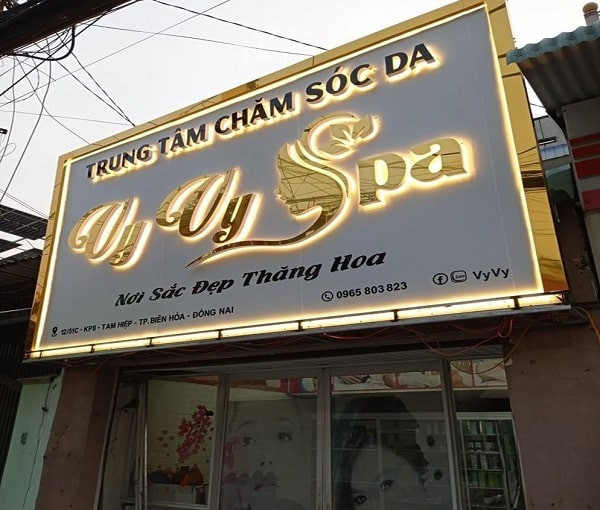 TRUNG TÂM CHĂM SÓC DA
Vy Vy Spa
Nơi Sắc Đẹp Thăng Hoa
0965 803 823
VyVy
12/51C - KP8 - TAM HIỆP - TP. BIÊN HÒA - ĐỒNG NAI